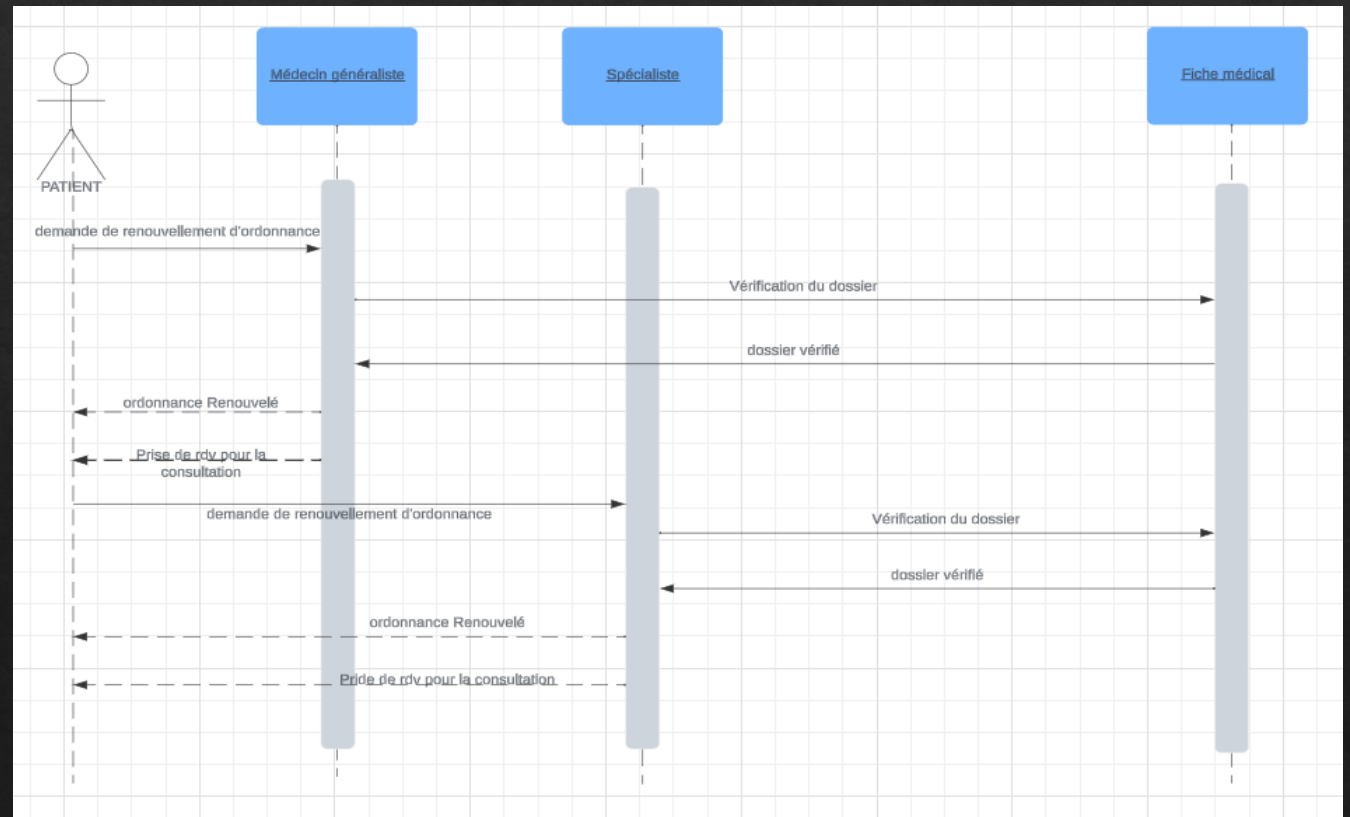 Médecin généraliste
Spécialiste
Fiche médical
PATIENT
demande de renouvellement d'ordonnance
Vérification du dossier
dossier vérifié
ordonnance Renouvelé
Prise de rdv pour la
consultation
demande de renouvellement d'ordonnance
Vérification du dossier
dossier vérifié
ordonnance Renouvelé
Pride de rdv pour la consultation